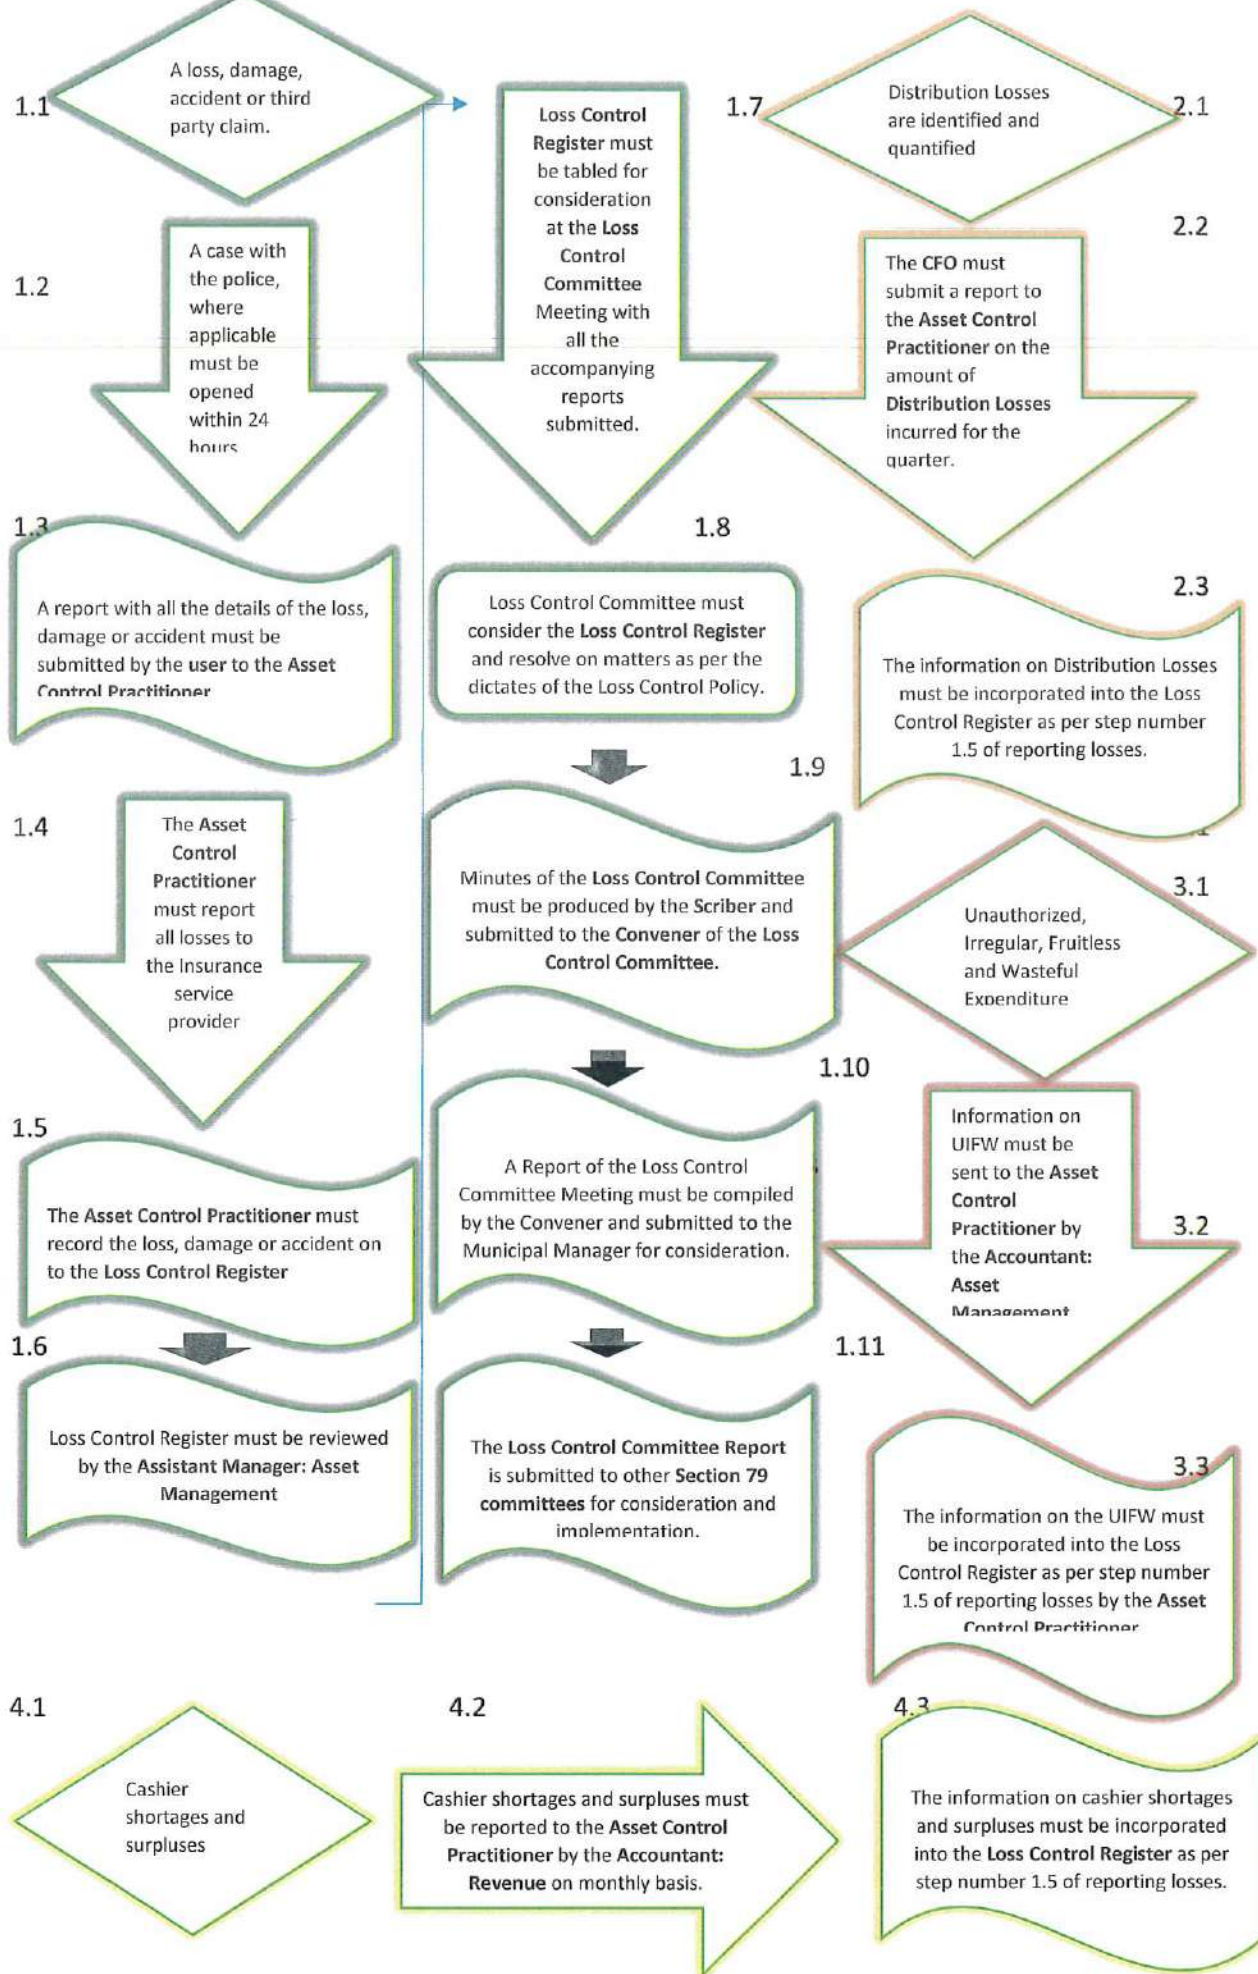 1.1
A loss, damage,
accident or third
party claim.
1.2
A case with
the police,
where
applicable
must be
opened
within 24
hours
1.3
A report with all the details of the loss,
damage or accident must be
submitted by the user to the Asset
Control Practitioner
1.4
The Asset
Control
Practitioner
must report
all losses to
the Insurance
service
provider
1.5
The Asset Control Practitioner must
record the loss, damage or accident on
to the Loss Control Register
1.6
Loss Control Register must be reviewed
by the Assistant Manager: Asset
Management
1.7
Loss Control
Register must
be tabled for
consideration
at the Loss
Control
Committee
Meeting with
all the
accompanying
reports
submitted.
1.8
Loss Control Committee must
consider the Loss Control Register
and resolve on matters as per the
dictates of the Loss Control Policy.
1.9
Minutes of the Loss Control Committee
must be produced by the Scriber and
submitted to the Convener of the Loss
Control Committee.
1.10
A Report of the Loss Control
Committee Meeting must be compiled
by the Convener and submitted to the
Municipal Manager for consideration.
1.11
The Loss Control Committee Report
is submitted to other Section 79
committees for consideration and
implementation.
2.1
Distribution Losses
are identified and
quantified
2.2
The CFO must
submit a report to
the Asset Control
Practitioner on the
amount of
Distribution Losses
incurred for the
quarter.
2.3
The information on Distribution Losses
must be incorporated into the Loss
Control Register as per step number
1.5 of reporting losses.
3.1
Unauthorized,
Irregular, Fruitless
and Wasteful
Expenditure
3.2
Information on
UIFW must be
sent to the Asset
Control
Practitioner by
the Accountant:
Asset
Management
3.3
The information on the UIFW must
be incorporated into the Loss
Control Register as per step number
1.5 of reporting losses by the Asset
Control Practitioner
4.1
Cashier
shortages and
surpluses
4.2
Cashier shortages and surpluses must
be reported to the Asset Control
Practitioner by the Accountant:
Revenue on monthly basis.
4.3
The information on cashier shortages
and surpluses must be incorporated
into the Loss Control Register as per
step number 1.5 of reporting losses.